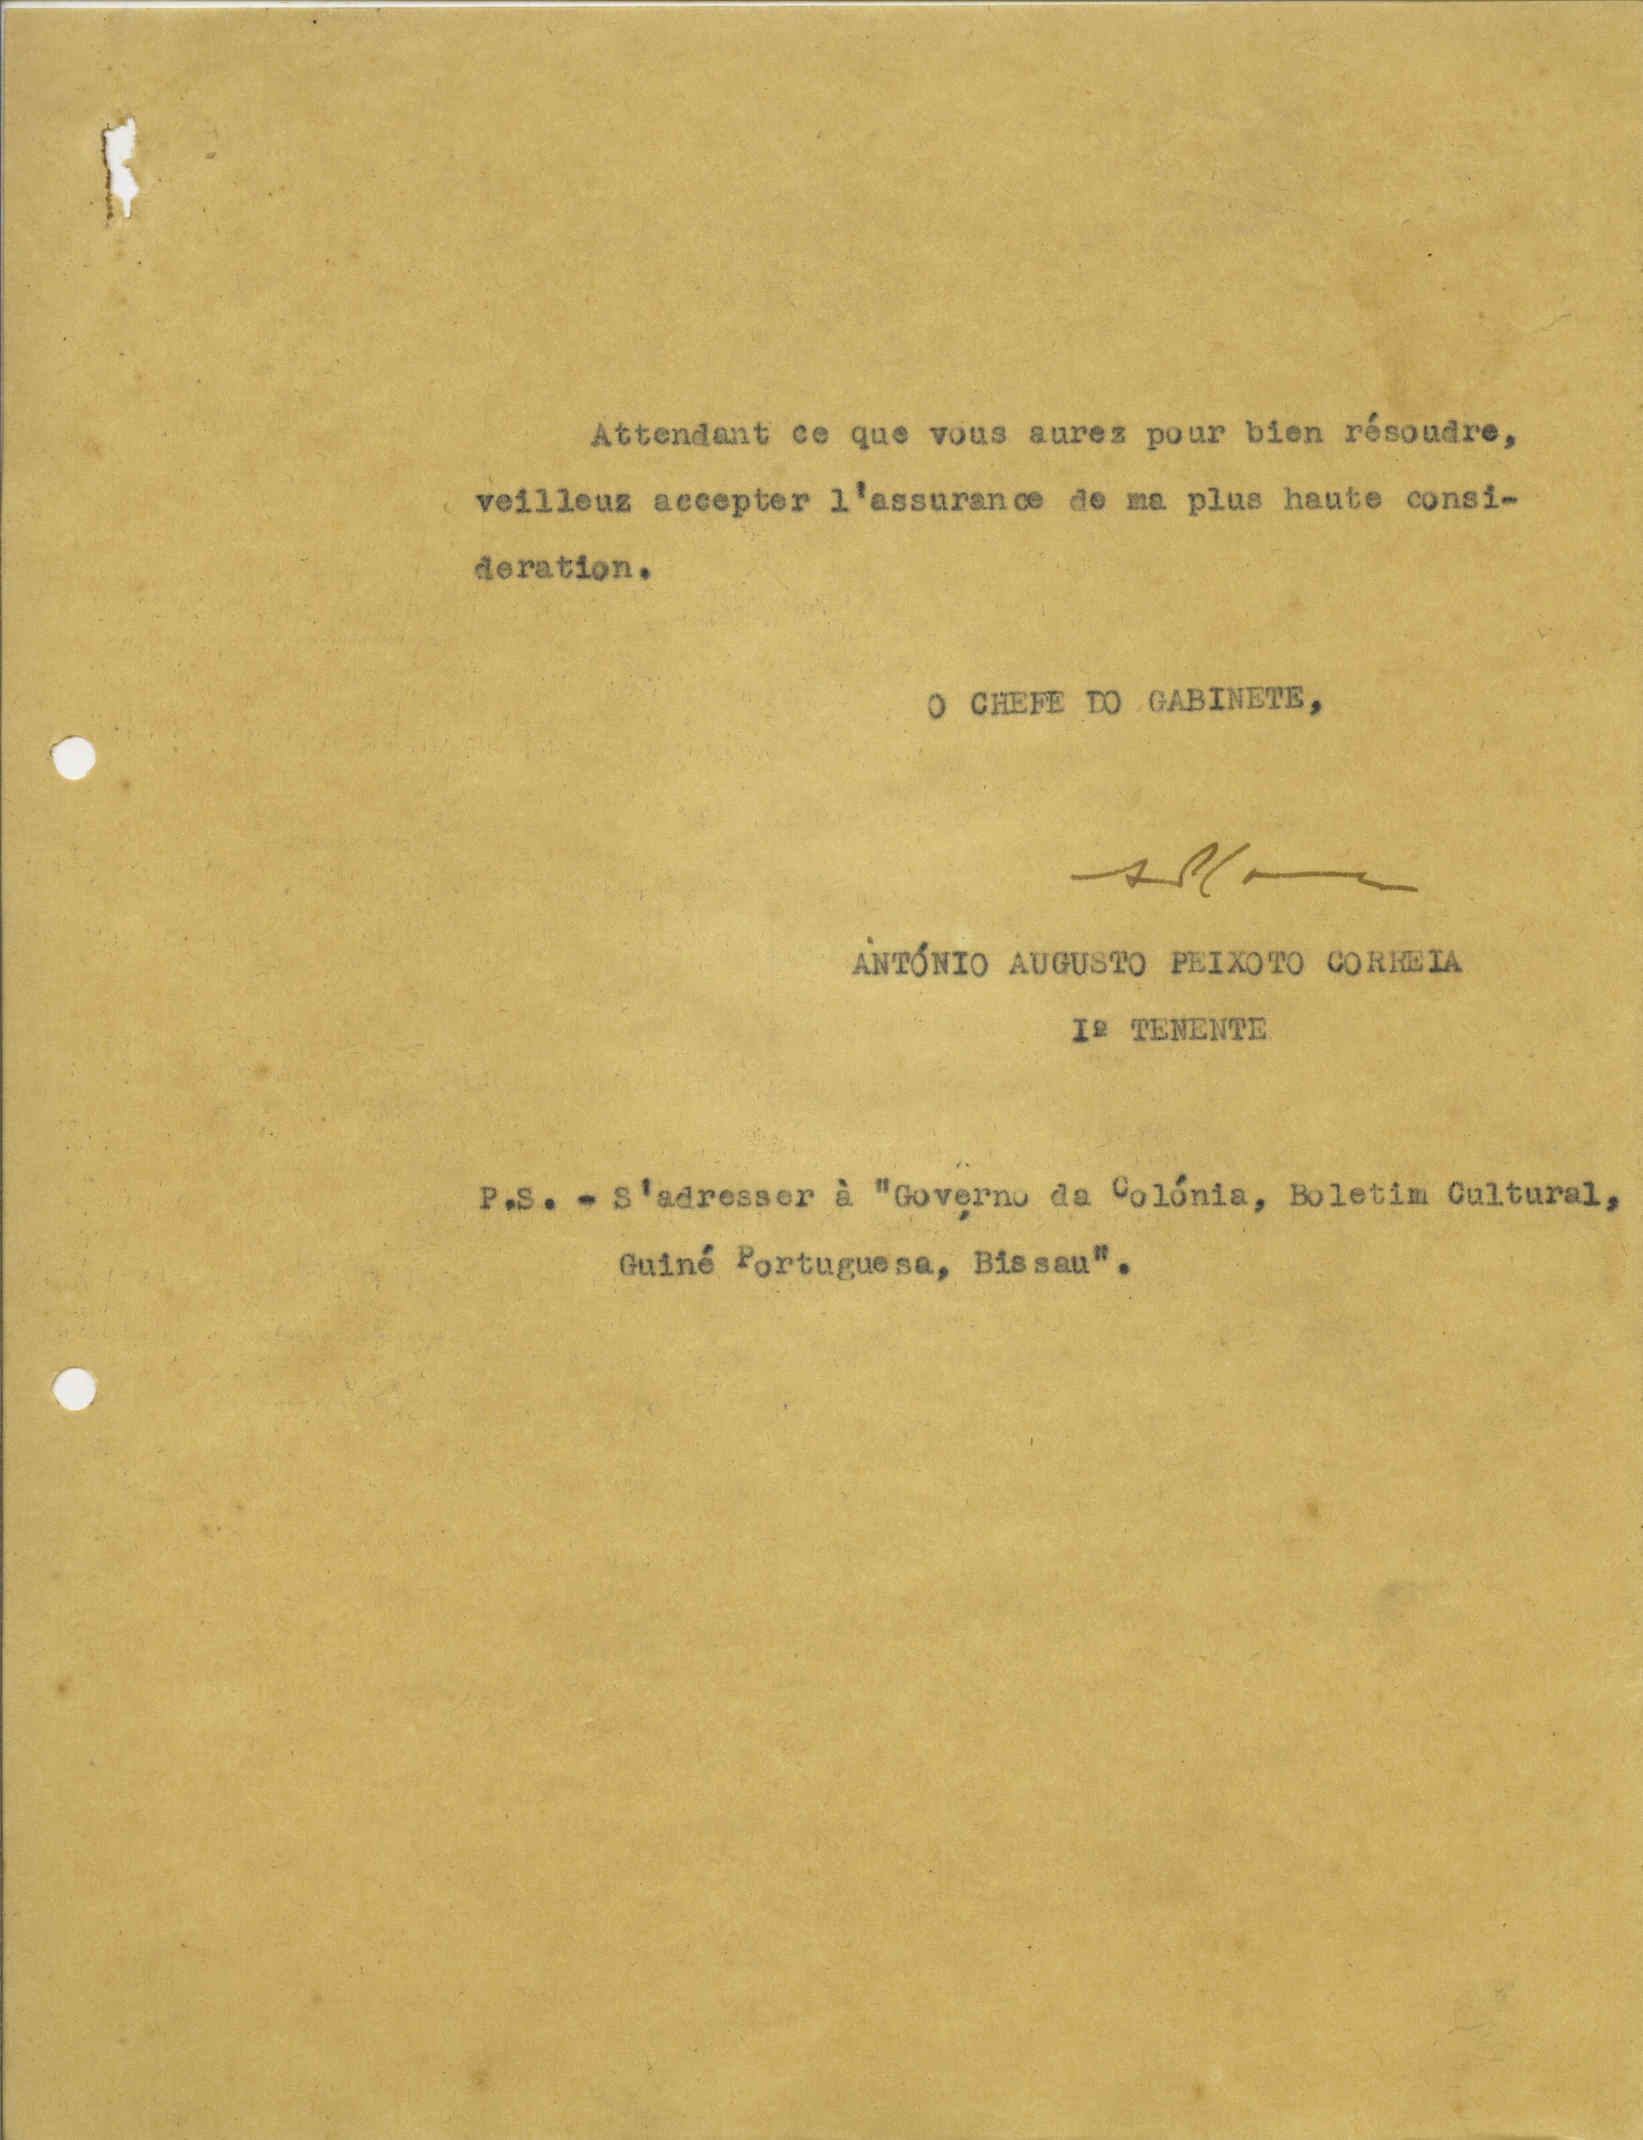 Attendant ce que vous aurez pour bien résoudre,
veilleuz accepter l'assurance de ma plus haute consi-
deration.
O CHEFE DO GABINETE,
ANTÓNIO AUGUSTO PEIXOTO CORREIA
Iº TENENTE
P.S. - S'adresser à "Governo da Colónia, Boletim Cultural,
Guiné Portuguesa, Bissau".